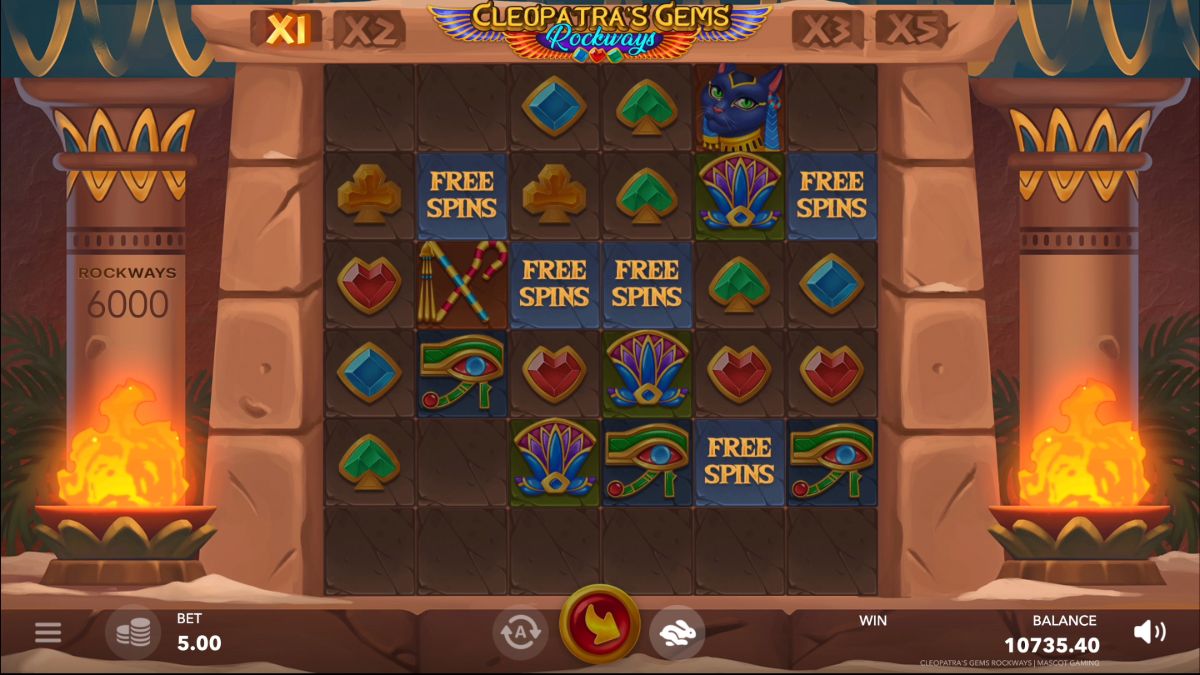 X1
X2
CLEOPATRA'S GEMS
Rockways
X3
X5
FREE
SPINS
FREE
SPINS
ROCKWAYS
6000
FREE
SPINS
FREE
SPINS
FREE
SPINS
BET
5.00
A
WIN
BALANCE
10735.40
CLEOPATRA'S GEMS ROCKWAYS | MASCOT GAMING